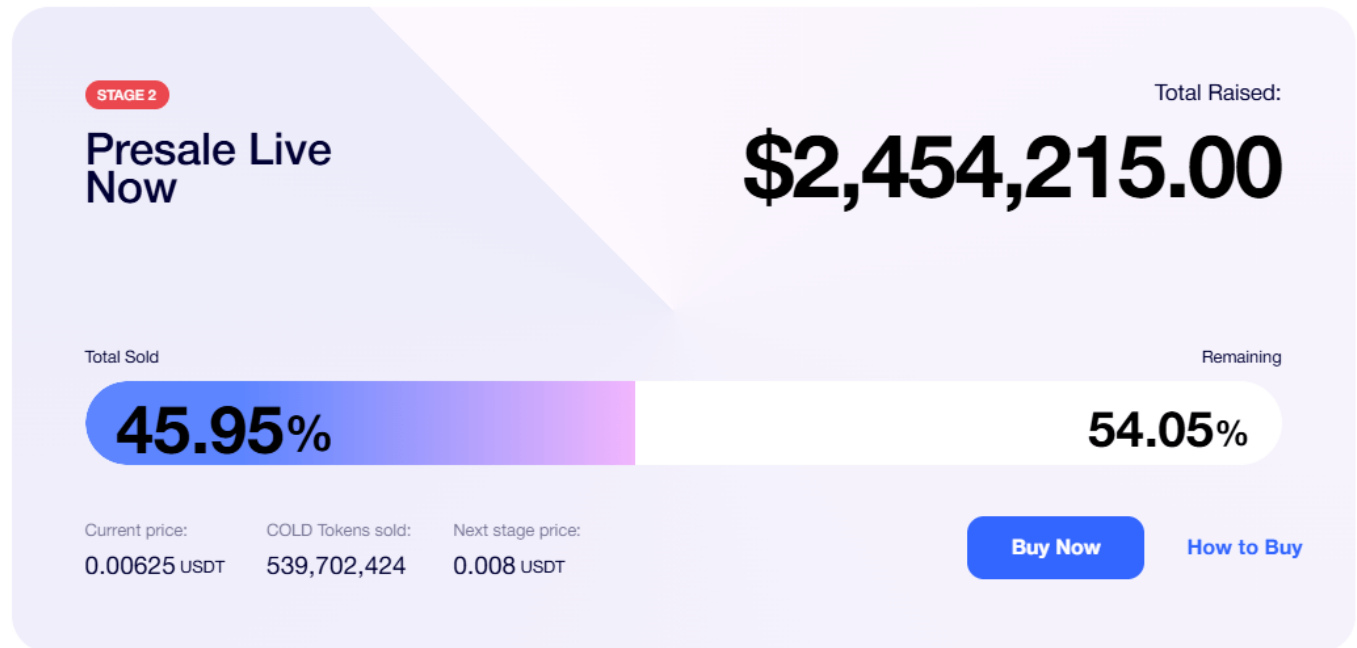 STAGE 2
Presale Live
Now
Total Raised:
$2,454,215.00
Total Sold
Remaining
45.95%
54.05%
Current price:
COLD Tokens sold:
Next stage price:
0.00625 USDT
539,702,424
0.008 USDT
Buy Now
How to Buy